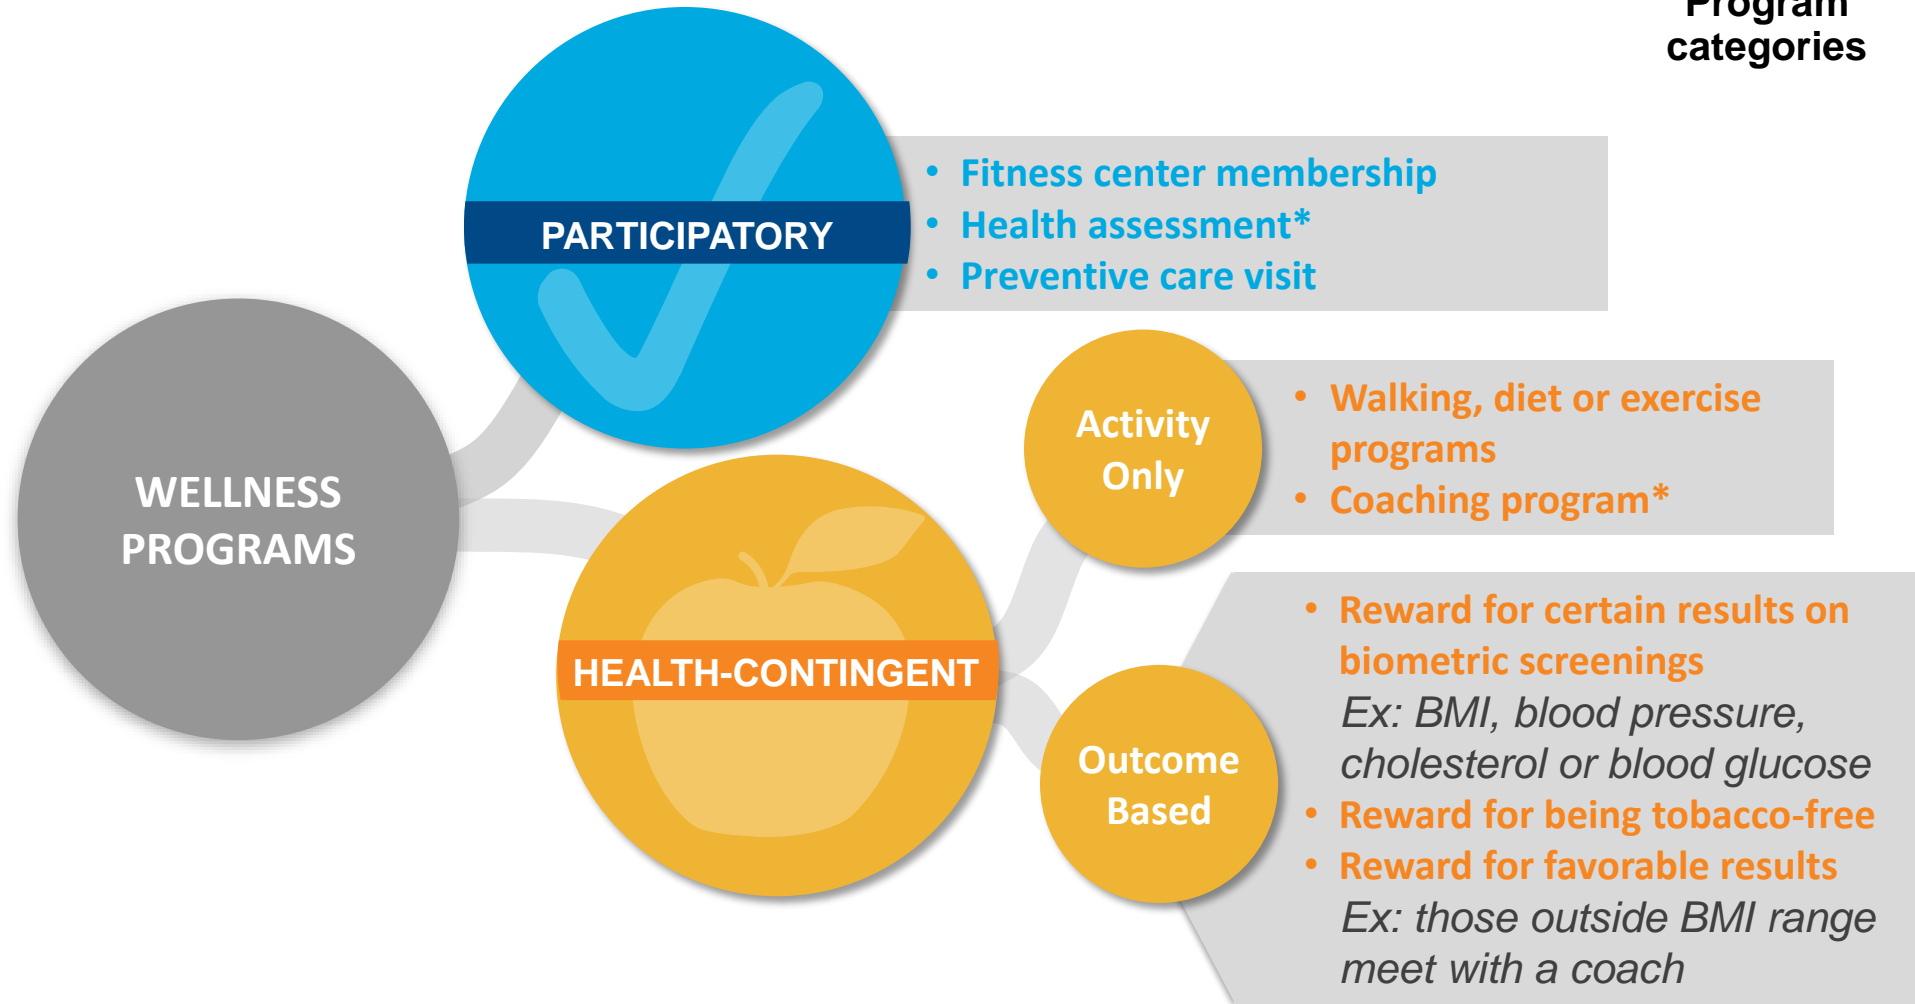 Program
categories
PARTICIPATORY
• Fitness center membership
• Health assessment*
• Preventive care visit
WELLNESS
PROGRAMS
HEALTH-CONTINGENT
Activity
Only
• Walking, diet or exercise
programs
• Coaching program*
Outcome
Based
• Reward for certain results on
biometric screenings
Ex: BMI, blood pressure,
cholesterol or blood glucose
• Reward for being tobacco-free
• Reward for favorable results
Ex: those outside BMI range
meet with a coach